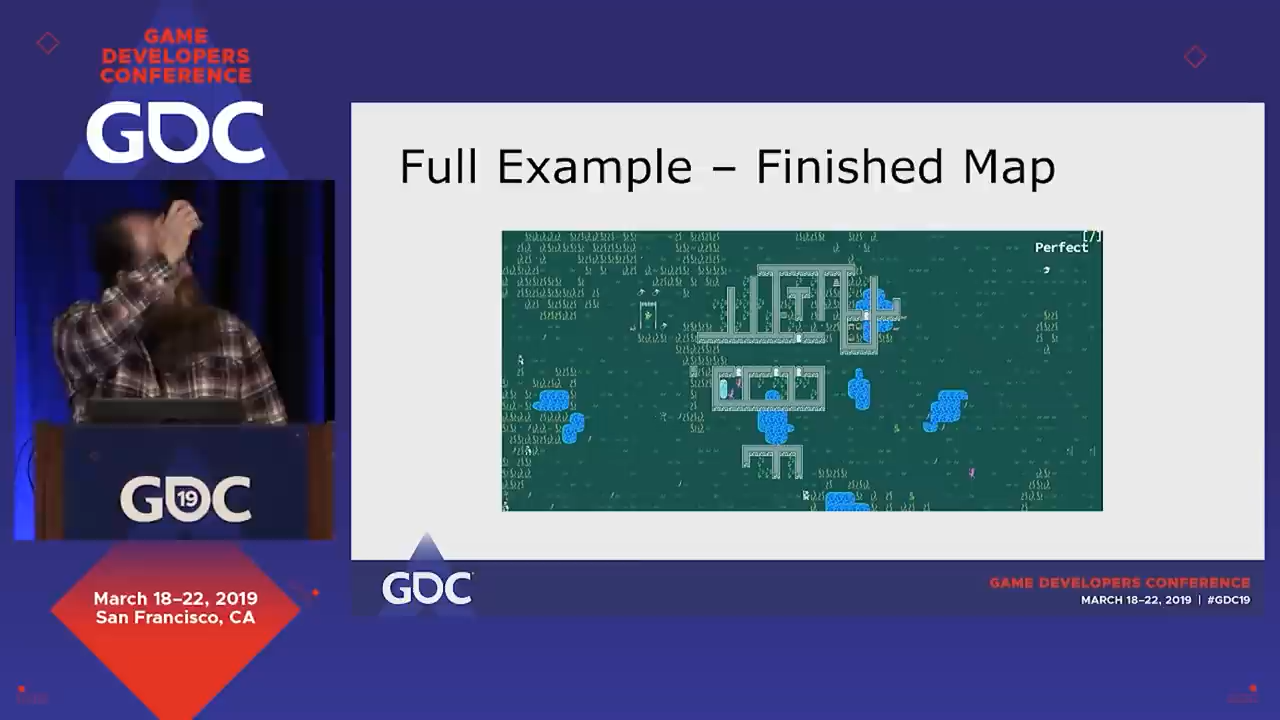 GAME
DEVELOPERS
CONFERENCE
GDC
Full Example – Finished Map
[7]
Perfect
GDC
19
March 18–22, 2019
San Francisco, CA
GDC
GAME DEVELOPERS CONFERENCE
MARCH 18–22, 2019 | #GDC19